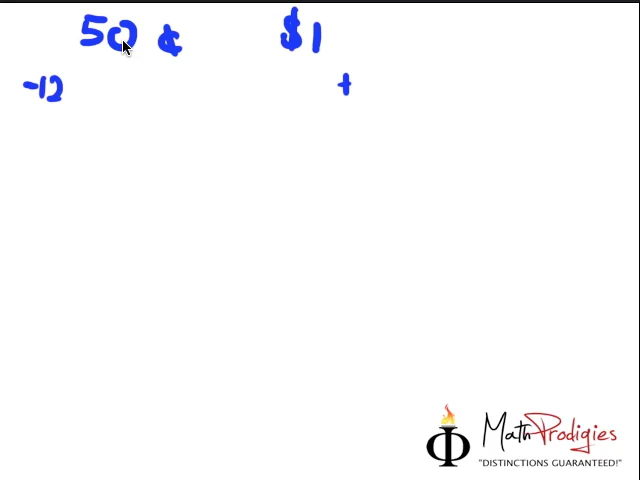 50 ¢ $1
-12 +
Φ MathProdigies
"DISTINCTIONS GUARANTEED!"